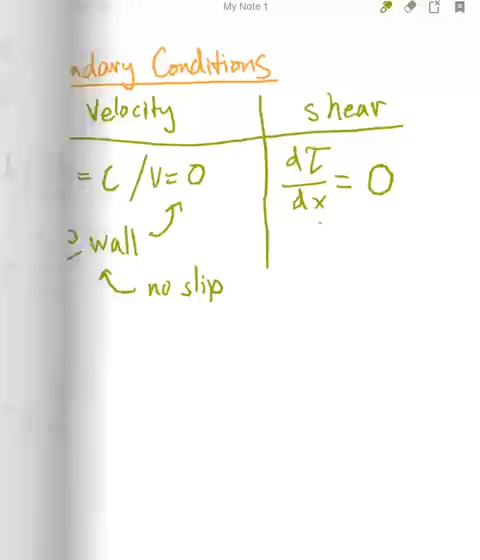 My Note 1
ndary Conditions
Velocity
shear
= C / V = 0
dτ
dx
= 0
wall
no slip